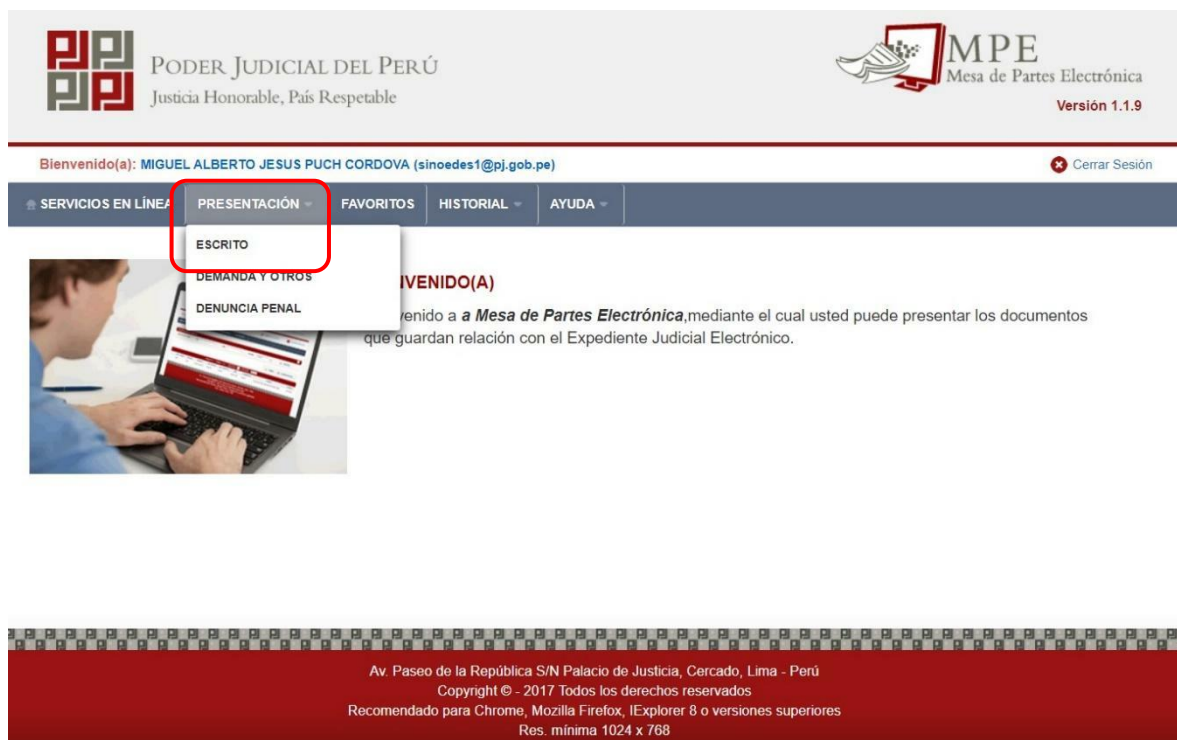 PODER JUDICIAL DEL PERÚ
Justicia Honorable, País Respetable
MPE
Mesa de Partes Electrónica
Versión 1.1.9
Bienvenido(a): MIGUEL ALBERTO JESUS PUCH CORDOVA (sinoedes1@pj.gob.pe)
Cerrar Sesión
SERVICIOS EN LÍNEA PRESENTACIÓN FAVORITOS HISTORIAL AYUDA
ESCRITO
DEMANDA Y OTROS
DENUNCIA PENAL
NVENIDO(A)
venido a a Mesa de Partes Electrónica,mediante el cual usted puede presentar los documentos
que guardan relación con el Expediente Judicial Electrónico.
Av. Paseo de la República S/N Palacio de Justicia, Cercado, Lima - Perú
Copyright © - 2017 Todos los derechos reservados
Recomendado para Chrome, Mozilla Firefox, IExplorer 8 o versiones superiores
Res. mínima 1024 x 768